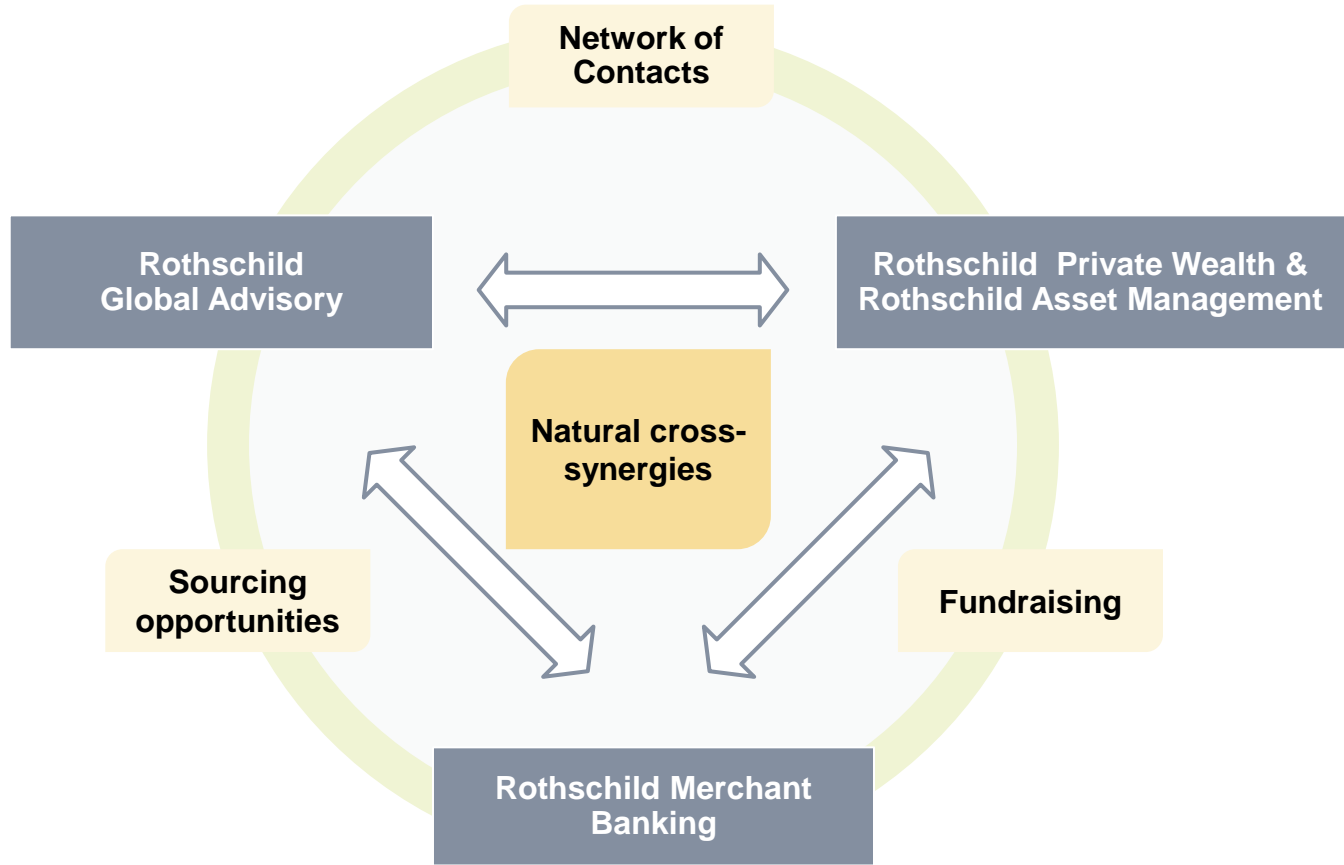 Network of
Contacts
Rothschild
Global Advisory
Rothschild Private Wealth &
Rothschild Asset Management
Natural cross-
synergies
Sourcing
opportunities
Fundraising
Rothschild Merchant
Banking